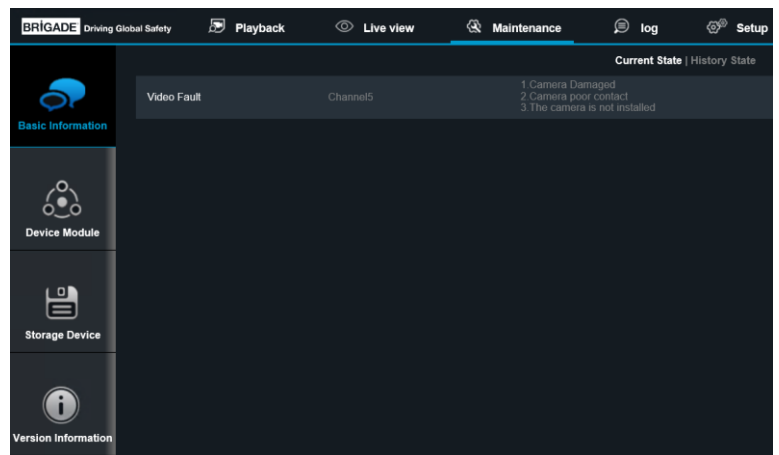 BRIGADE Driving Global Safety Playback Live view Maintenance log Setup
Current State | History State
Video Fault Channel5 1.Camera Damaged
2.Camera poor contact
3.The camera is not installed
Basic Information
Device Module
Storage Device
Version Information